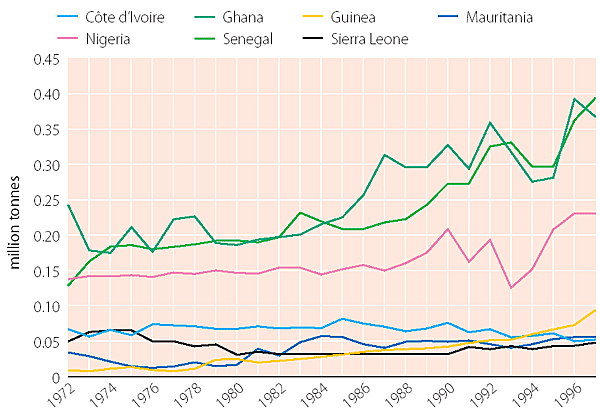 Côte d’Ivoire Ghana Guinea Mauritania
Nigeria Senegal Sierra Leone
million tonnes
0.45
0.40
0.35
0.30
0.25
0.20
0.15
0.10
0.05
0
1972 1974 1976 1978 1980 1982 1984 1986 1988 1990 1992 1994 1996